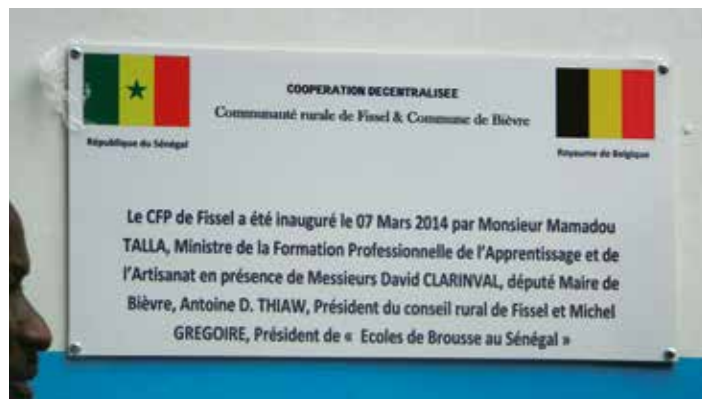 COOPERATION DECENTRALISEE
Communauté rurale de Fissel & Commune de Bièvre
République du Sénégal
Royaume de Belgique
Le CFP de Fissel a été inauguré le 07 Mars 2014 par Monsieur Mamadou
TALLA, Ministre de la Formation Professionnelle de l'Apprentissage et de
l'Artisanat en présence de Messieurs David CLARINVAL, député Maire de
Bièvre, Antoine D. THIAW, Président du conseil rural de Fissel et Michel
GREGOIRE, Président de « Ecoles de Brousse au Sénégal »